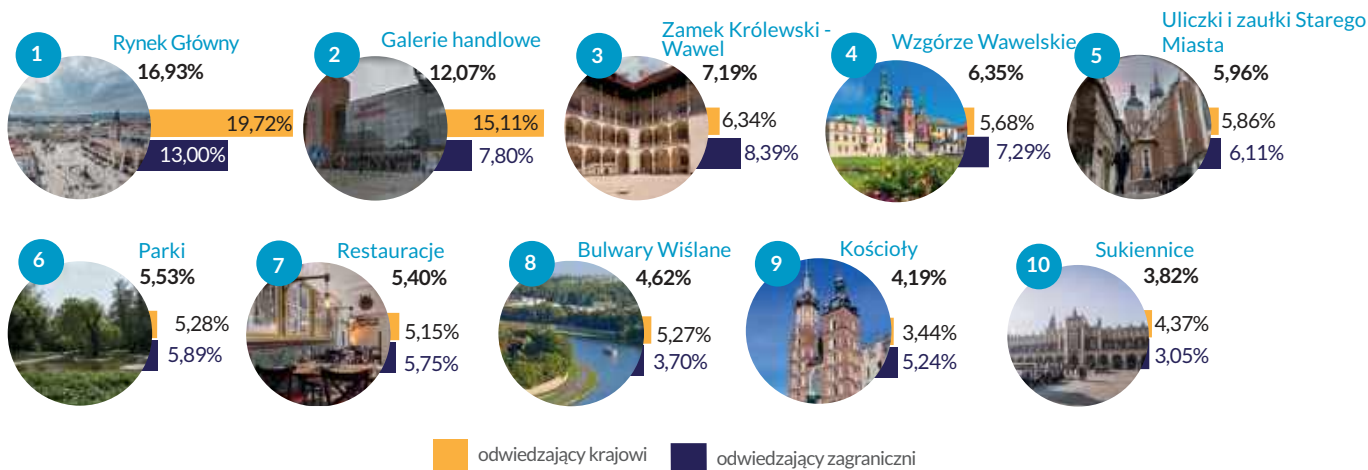 1
Rynek Główny
16,93%
19,72%
13,00%
2
Galerie handlowe
12,07%
15,11%
7,80%
3
Zamek Królewski -
Wawel
7,19%
6,34%
8,39%
4
Wzgórze Wawelskie
6,35%
5,68%
7,29%
5
Uliczki i zaułki Starego
Miasta
5,96%
5,86%
6,11%
6
Parki
5,53%
5,28%
5,89%
7
Restauracje
5,40%
5,15%
5,75%
8
Bulwary Wiślane
4,62%
5,27%
3,70%
9
Kościoły
4,19%
3,44%
5,24%
10
Sukiennice
3,82%
4,37%
3,05%
odwiedzający krajowi
odwiedzający zagraniczni